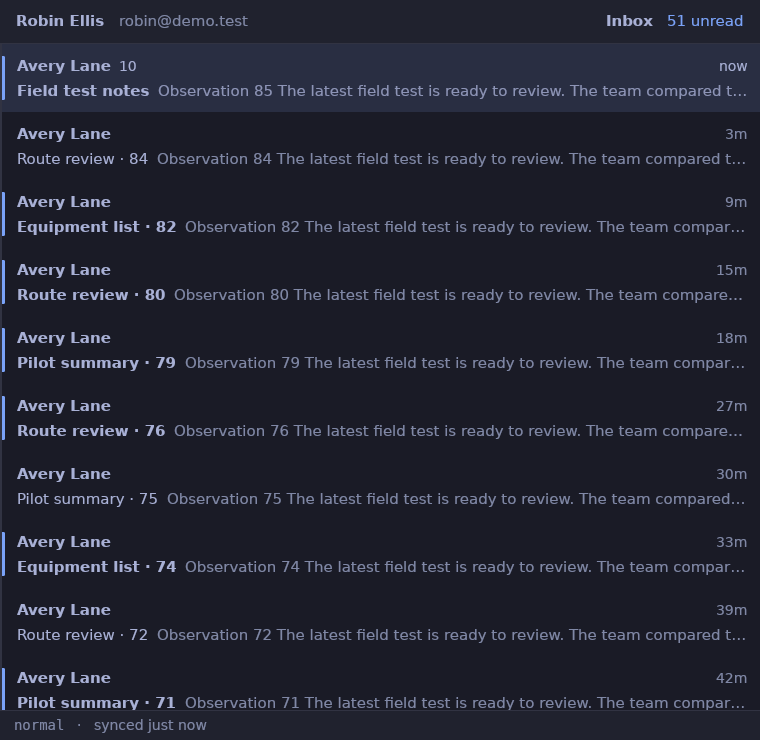 Robin Ellis robin@demo.test Inbox 51 unread
Avery Lane 10 now
Field test notes Observation 85 The latest field test is ready to review. The team compared t…
Avery Lane 3m
Route review · 84 Observation 84 The latest field test is ready to review. The team compared t…
Avery Lane 9m
Equipment list · 82 Observation 82 The latest field test is ready to review. The team compar…
Avery Lane 15m
Route review · 80 Observation 80 The latest field test is ready to review. The team compare…
Avery Lane 18m
Pilot summary · 79 Observation 79 The latest field test is ready to review. The team compar…
Avery Lane 27m
Route review · 76 Observation 76 The latest field test is ready to review. The team compare…
Avery Lane 30m
Pilot summary · 75 Observation 75 The latest field test is ready to review. The team compared…
Avery Lane 33m
Equipment list · 74 Observation 74 The latest field test is ready to review. The team compar…
Avery Lane 39m
Route review · 72 Observation 72 The latest field test is ready to review. The team compared t…
Avery Lane 42m
Pilot summary · 71 Observation 71 The latest field test is ready to review. The team compar…
normal · synced just now